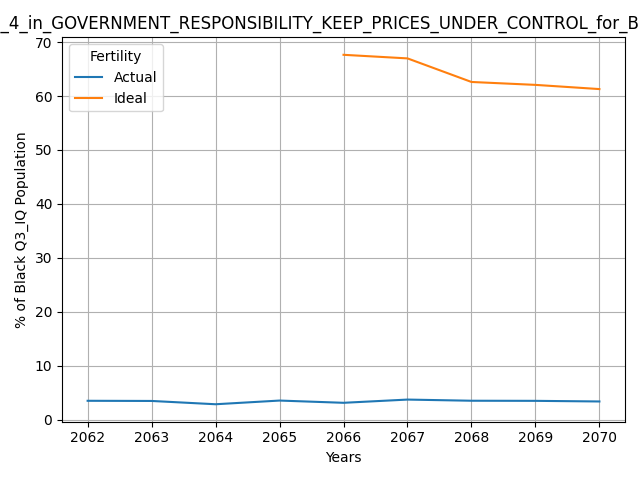 _4_in_GOVERNMENT_RESPONSIBILITY_KEEP_PRICES_UNDER_CONTROL_for_B
Fertility
Actual
Ideal
% of Black Q3_IQ Population
70
60
50
40
30
20
10
0
2062 2063 2064 2065 2066 2067 2068 2069 2070
Years